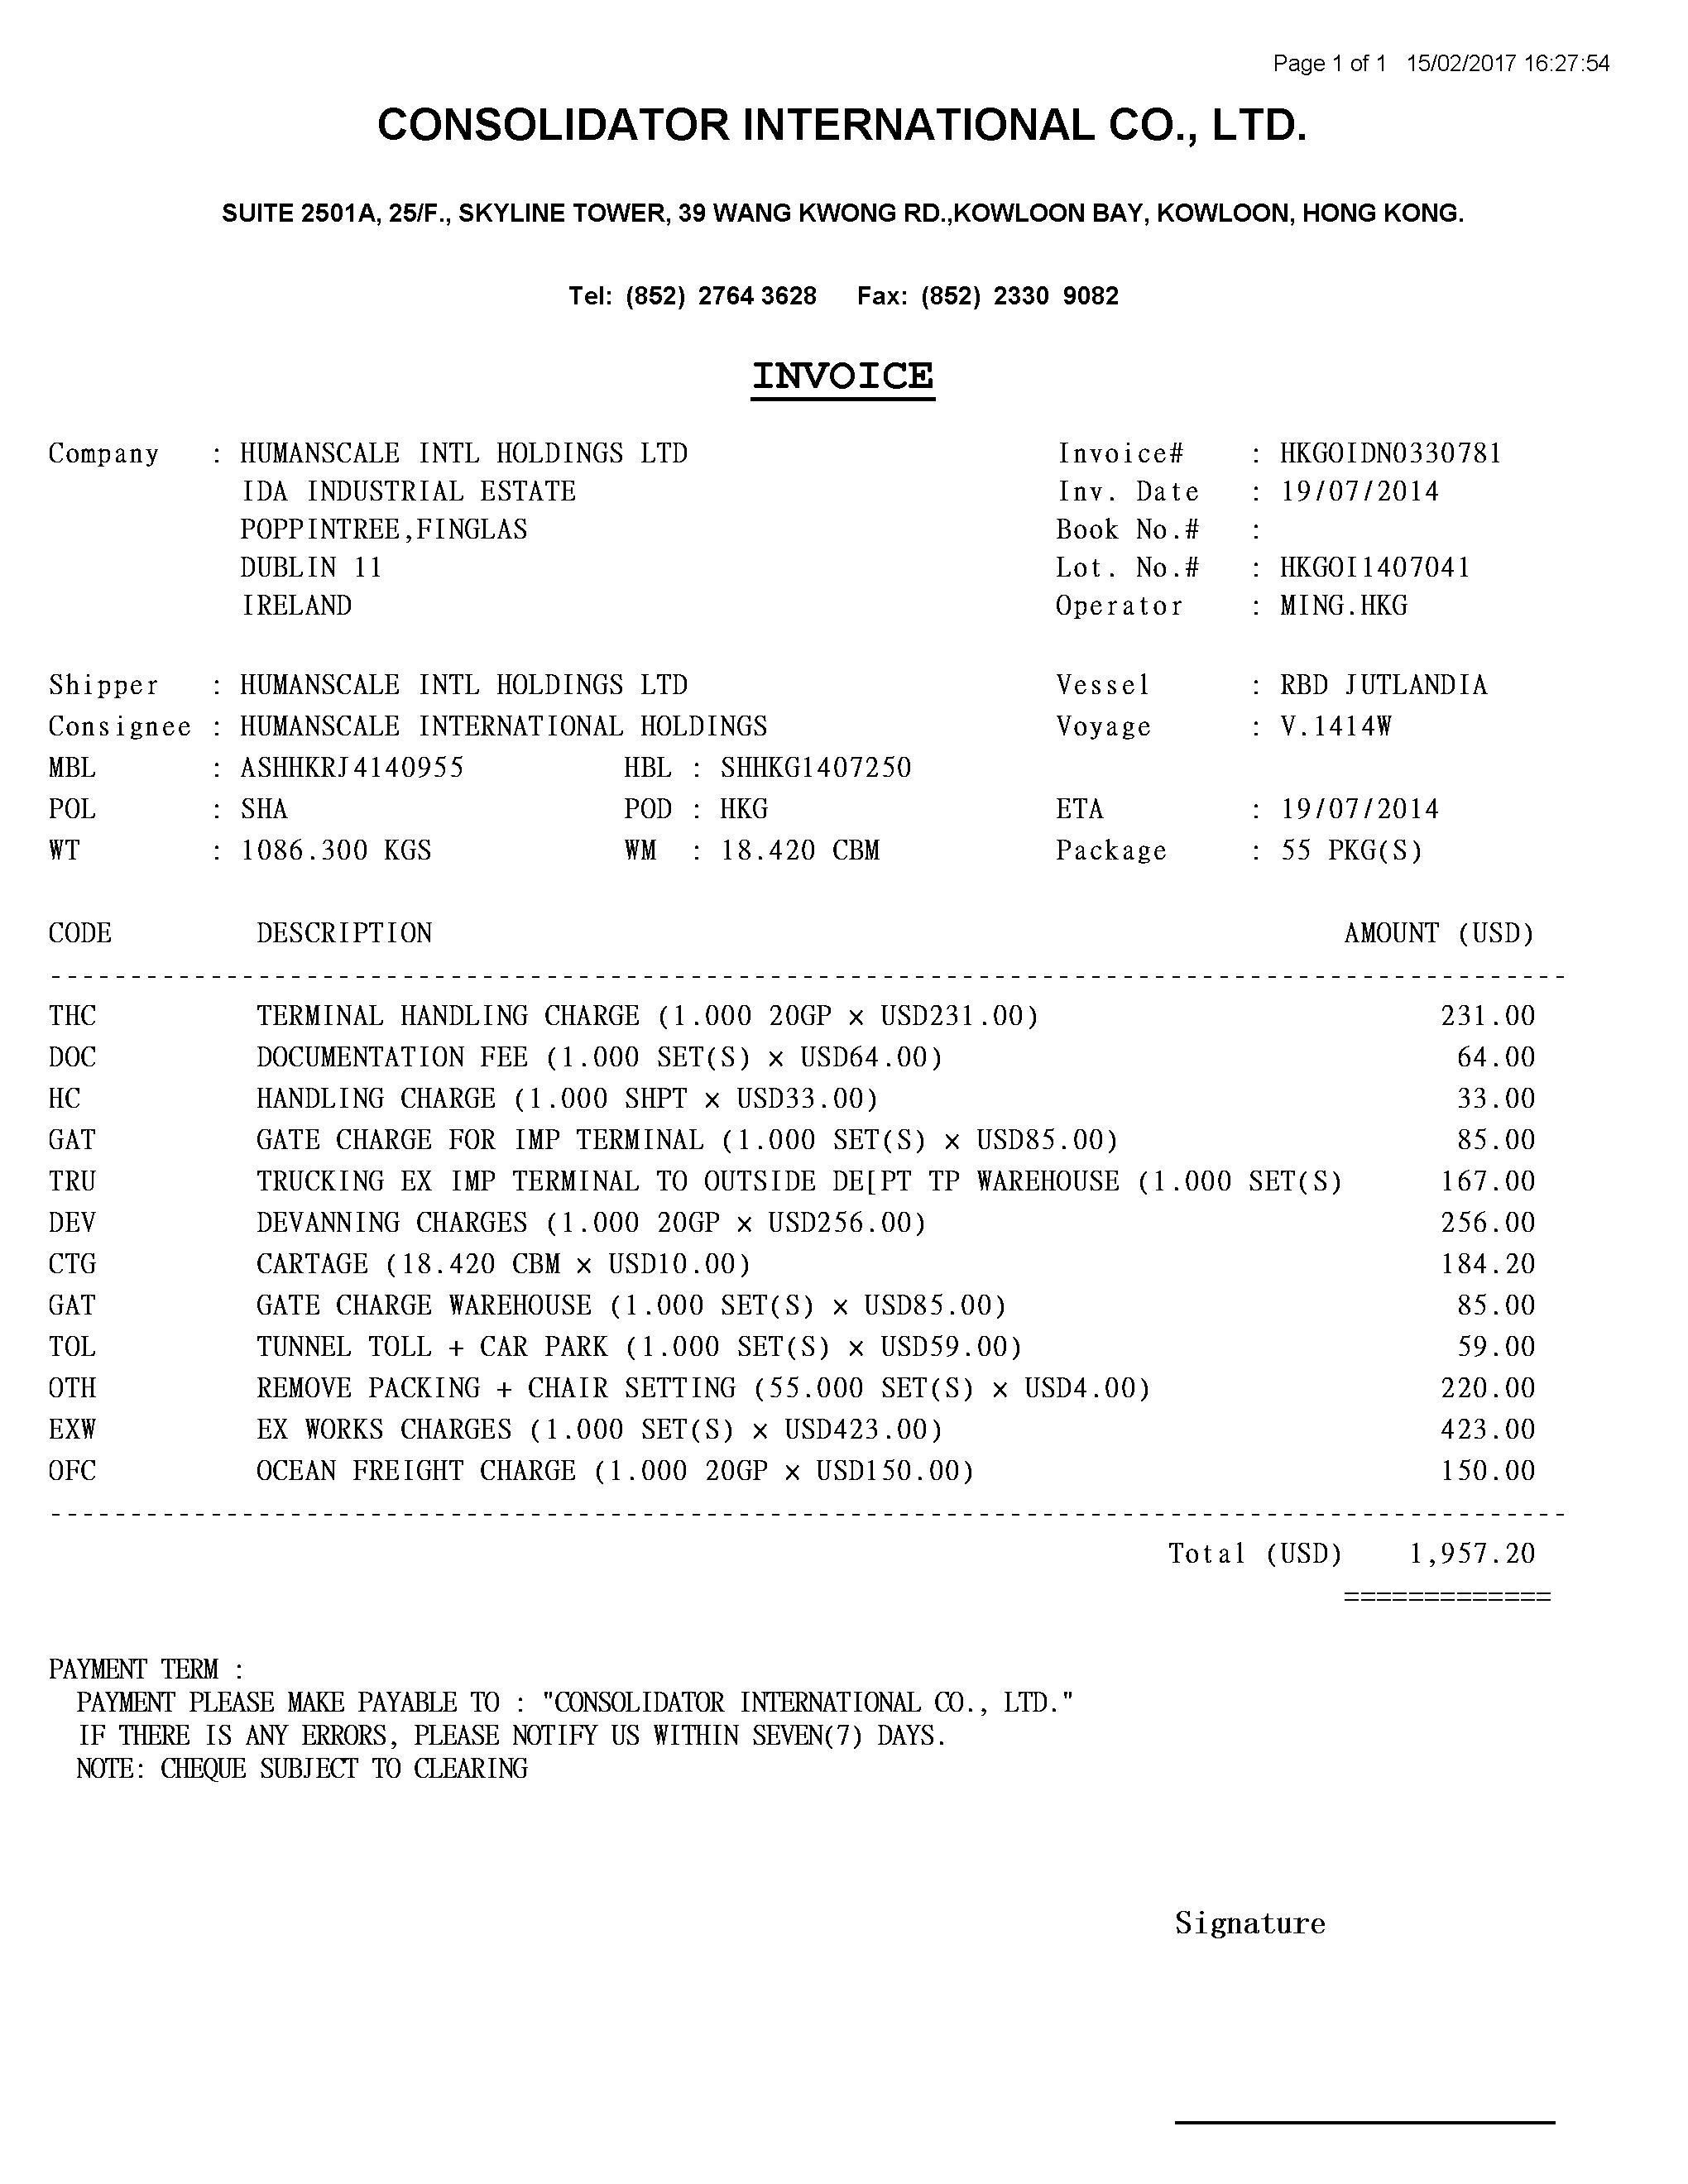 Page 1 of 1 15/02/2017 16:27:54
CONSOLIDATOR INTERNATIONAL CO., LTD.
SUITE 2501A, 25/F., SKYLINE TOWER, 39 WANG KWONG RD.,KOWLOON BAY, KOWLOON, HONG KONG.
Tel: (852) 2764 3628 Fax: (852) 2330 9082
INVOICE
Company : HUMANSCALE INTL HOLDINGS LTD Invoice# : HKGOIDN0330781
IDA INDUSTRIAL ESTATE Inv. Date : 19/07/2014
POPPINTREE,FINGLAS Book No.# :
DUBLIN 11 Lot. No.# : HKGOI1407041
IRELAND Operator : MING.HKG
Shipper : HUMANSCALE INTL HOLDINGS LTD Vessel : RBD JUTLANDIA
Consignee : HUMANSCALE INTERNATIONAL HOLDINGS Voyage : V.1414W
MBL : ASHHKRJ4140955 HBL : SHHKG1407250
POL : SHA POD : HKG ETA : 19/07/2014
WT : 1086.300 KGS WM : 18.420 CBM Package : 55 PKG(S)
CODE DESCRIPTION AMOUNT (USD)
THC TERMINAL HANDLING CHARGE (1.000 20GP x USD231.00) 231.00
DOC DOCUMENTATION FEE (1.000 SET(S) x USD64.00) 64.00
HC HANDLING CHARGE (1.000 SHPT x USD33.00) 33.00
GAT GATE CHARGE FOR IMP TERMINAL (1.000 SET(S) x USD85.00) 85.00
TRU TRUCKING EX IMP TERMINAL TO OUTSIDE DE[PT TP WAREHOUSE (1.000 SET(S) 167.00
DEV DEVANNING CHARGES (1.000 20GP x USD256.00) 256.00
CTG CARTAGE (18.420 CBM x USD10.00) 184.20
GAT GATE CHARGE WAREHOUSE (1.000 SET(S) x USD85.00) 85.00
TOL TUNNEL TOLL + CAR PARK (1.000 SET(S) x USD59.00) 59.00
OTH REMOVE PACKING + CHAIR SETTING (55.000 SET(S) x USD4.00) 220.00
EXW EX WORKS CHARGES (1.000 SET(S) x USD423.00) 423.00
OFC OCEAN FREIGHT CHARGE (1.000 20GP x USD150.00) 150.00
Total (USD) 1,957.20
=============
PAYMENT TERM :
PAYMENT PLEASE MAKE PAYABLE TO : "CONSOLIDATOR INTERNATIONAL CO., LTD."
IF THERE IS ANY ERRORS, PLEASE NOTIFY US WITHIN SEVEN(7) DAYS.
NOTE: CHEQUE SUBJECT TO CLEARING
Signature